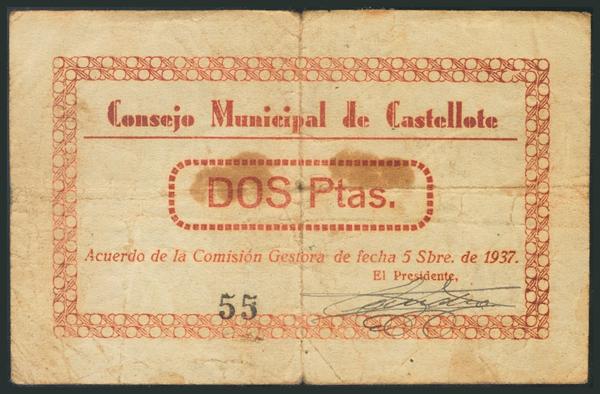 Consejo Municipal de Castellote
DOS Ptas.
Acuerdo de la Comisión Gestora de fecha 5 Sbre. de 1937.
El Presidente,
55